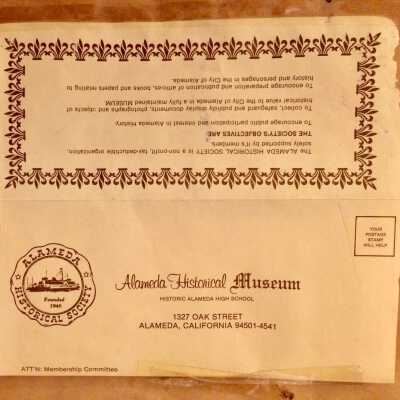 The ALAMEDA HISTORICAL SOCIETY is a non-profit, tax-deductible organization,
solely supported by it's members.
THE SOCIETY'S OBJECTIVES ARE:
To encourage participation and interest in Alameda History.
To collect, safeguard and publicly display documents, photographs and objects of
historical value to the City of Alameda in a fully maintained MUSEUM.
To encourage preparation and publication of articles, and books and papers relating to
history and personages in the City of Alameda.
ALAMEDA
HISTORICAL SOCIETY
Founded
1948
Alameda Historical Museum
HISTORIC ALAMEDA HIGH SCHOOL
1327 OAK STREET
ALAMEDA, CALIFORNIA 94501-4541
YOUR
POSTAGE
STAMP
WILL HELP
ATT'N: Membership Committee